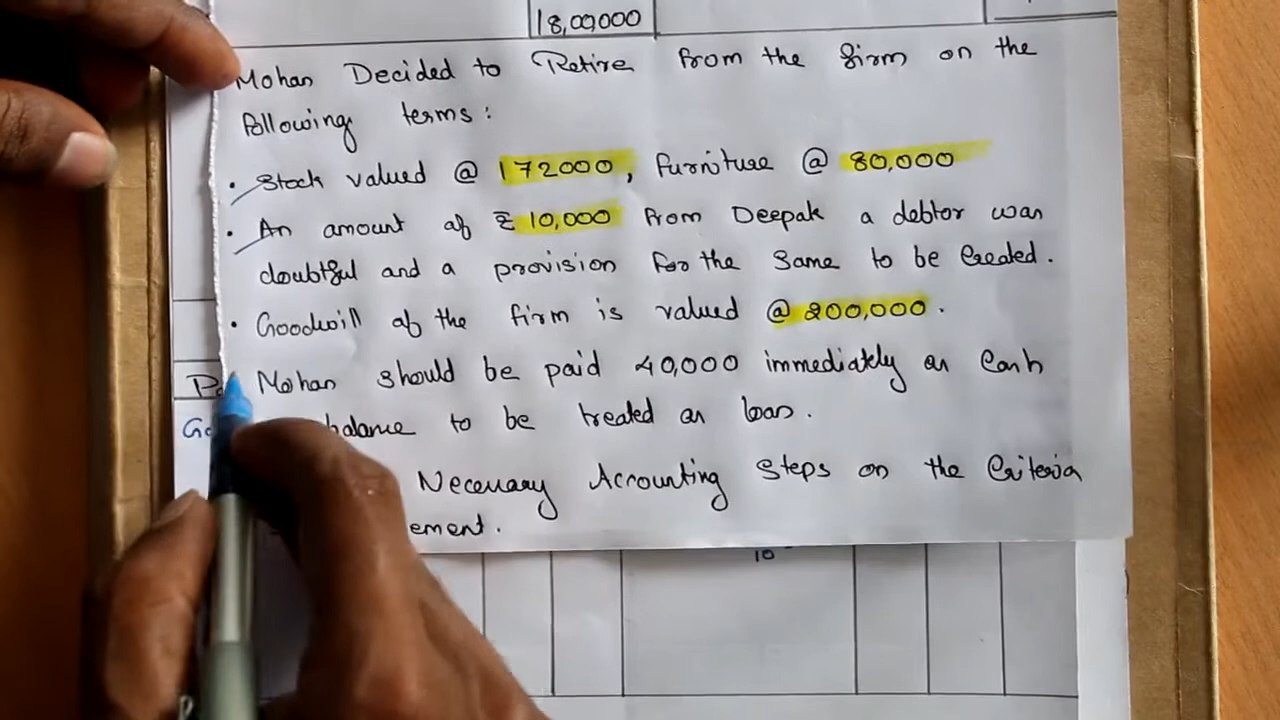 18,00,000
Mohan Decided to Retire from the firm on the
following terms:
• Stock valued @ 172000, Furniture @ 80,000
• An amount of ₹ 10,000 from Deepak a debtor was
doubtful and a provision for the same to be Created.
• Goodwill of the firm is valued @ 200,000.
Mohan should be paid 40,000 immediately as Cash
balance to be treated as loan.
Necessary Accounting Steps on the Criteria
ement.
10